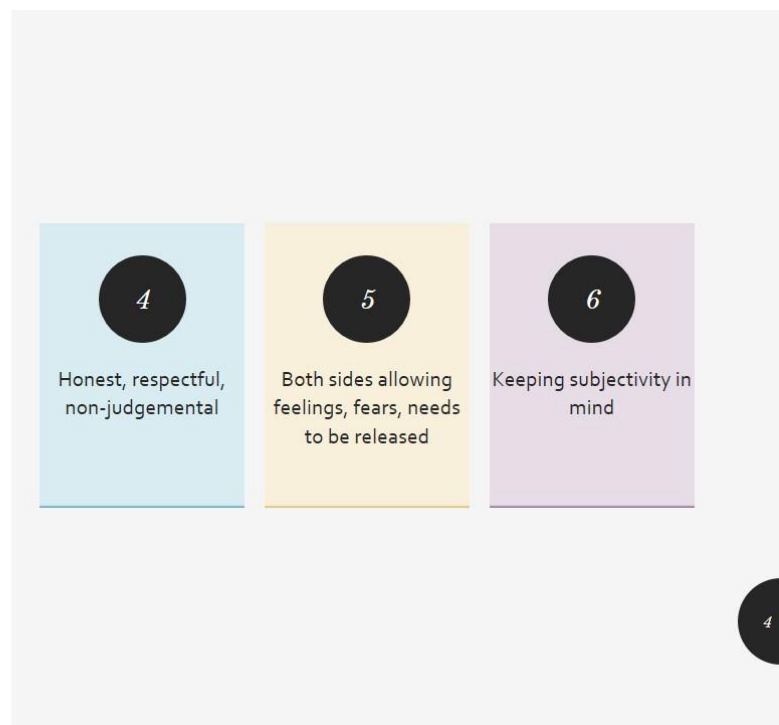 4
Honest, respectful,
non-judgemental
5
Both sides allowing
feelings, fears, needs
to be released
6
Keeping subjectivity in
mind
4